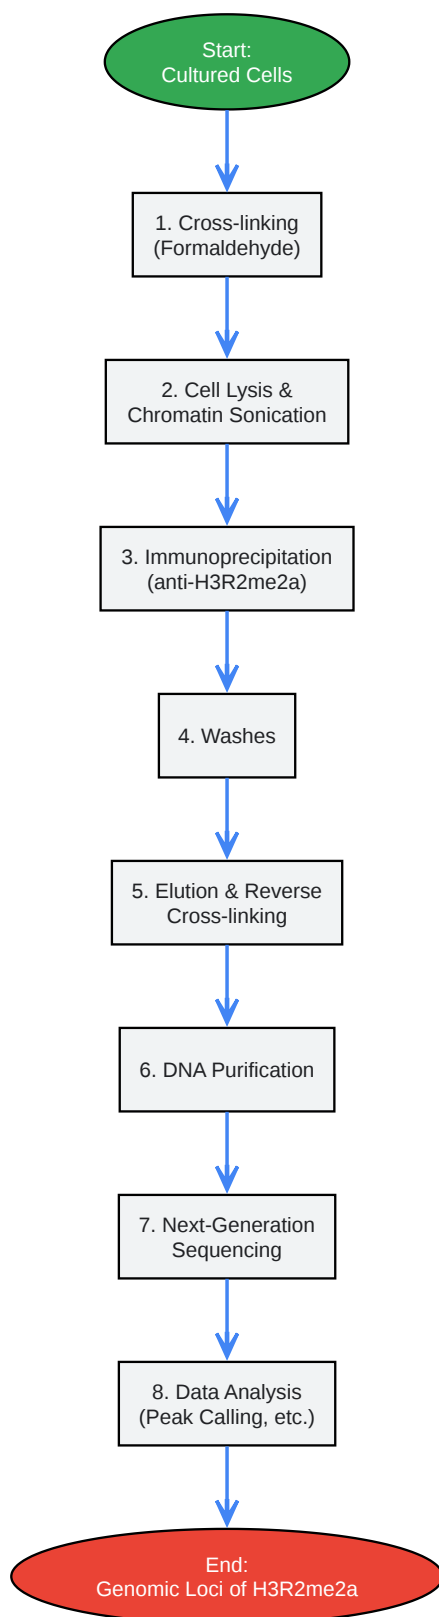 Start:
Cultured Cells
1. Cross-linking
(Formaldehyde)
2. Cell Lysis &
Chromatin Sonication
3. Immunoprecipitation
(anti-H3R2me2a)
4. Washes
5. Elution & Reverse
Cross-linking
6. DNA Purification
7. Next-Generation
Sequencing
8. Data Analysis
(Peak Calling, etc.)
End:
Genomic Loci of H3R2me2a